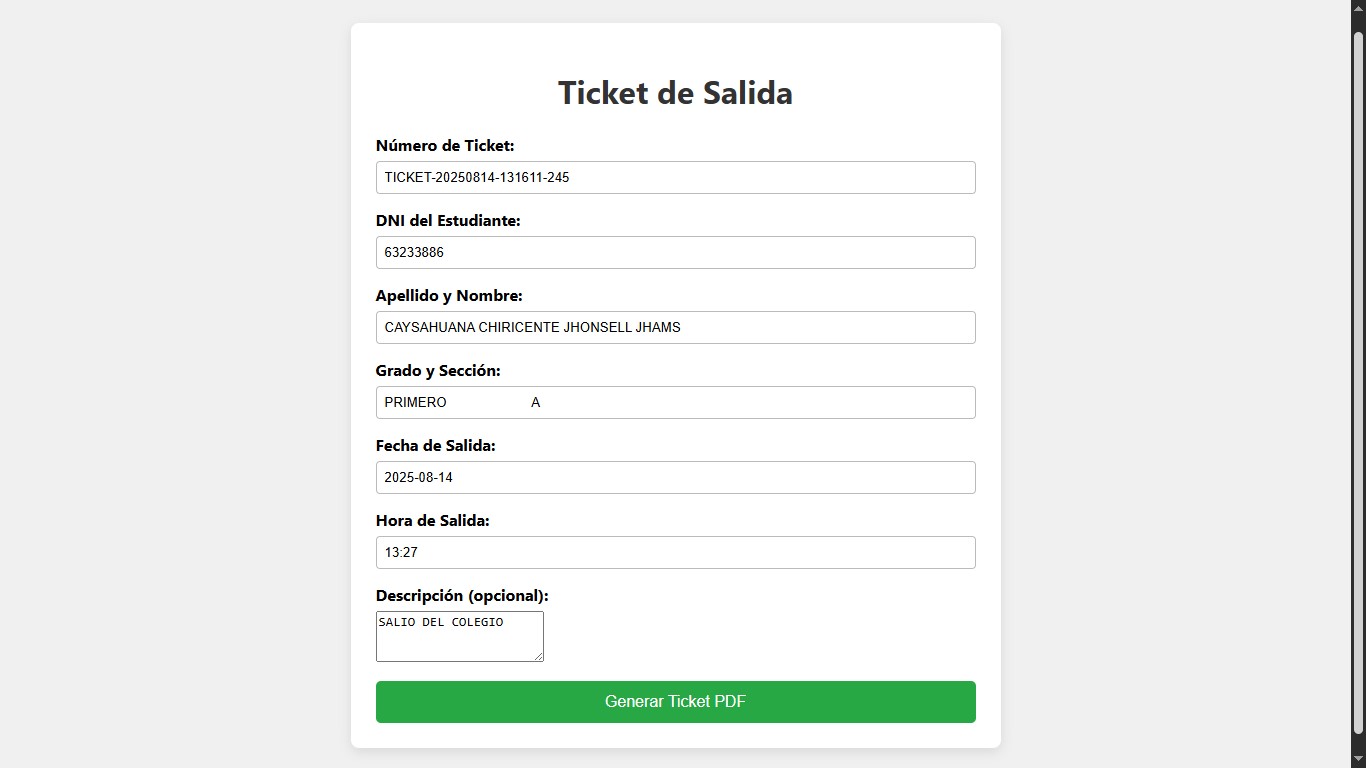 Ticket de Salida
Número de Ticket:
TICKET-20250814-131611-245
DNI del Estudiante:
63233886
Apellido y Nombre:
CAYSAHUANA CHIRICENTE JHONSELL JHAMS
Grado y Sección:
PRIMERO A
Fecha de Salida:
2025-08-14
Hora de Salida:
13:27
Descripción (opcional):
SALIO DEL COLEGIO
Generar Ticket PDF